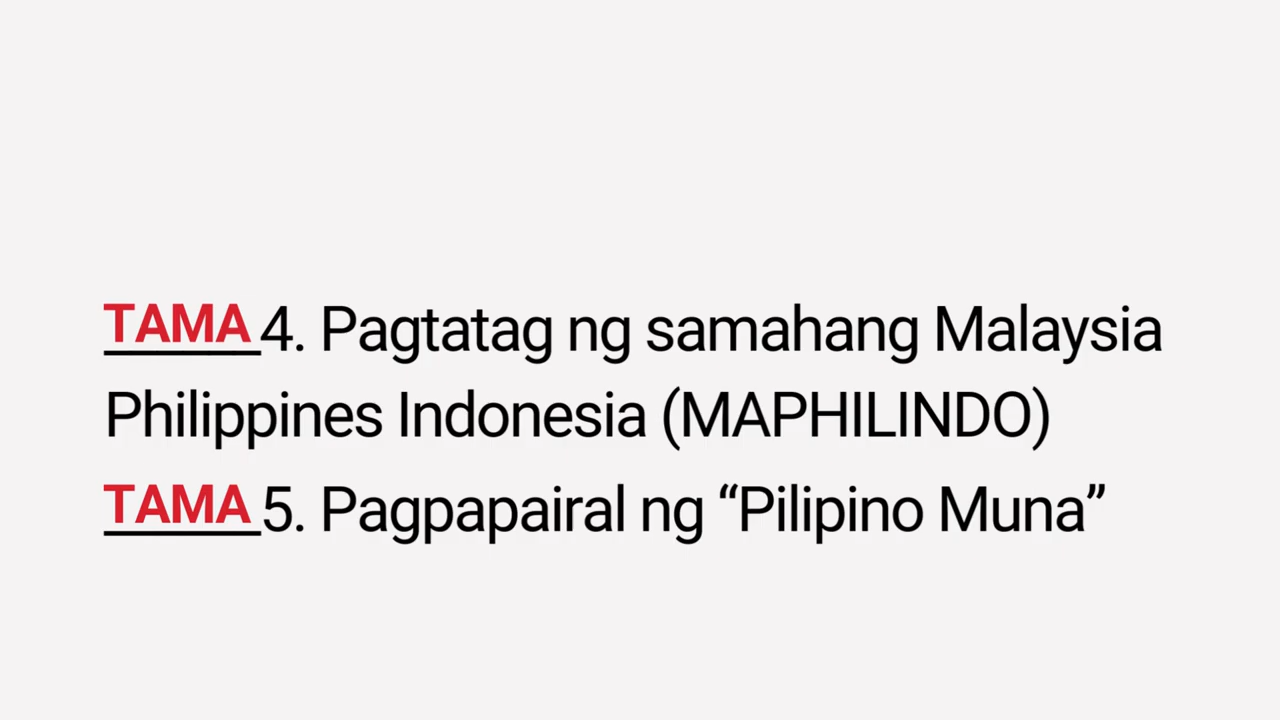 TAMA 4. Pagtatag ng samahang Malaysia
Philippines Indonesia (MAPHILINDO)
TAMA 5. Pagpapairal ng “Pilipino Muna”